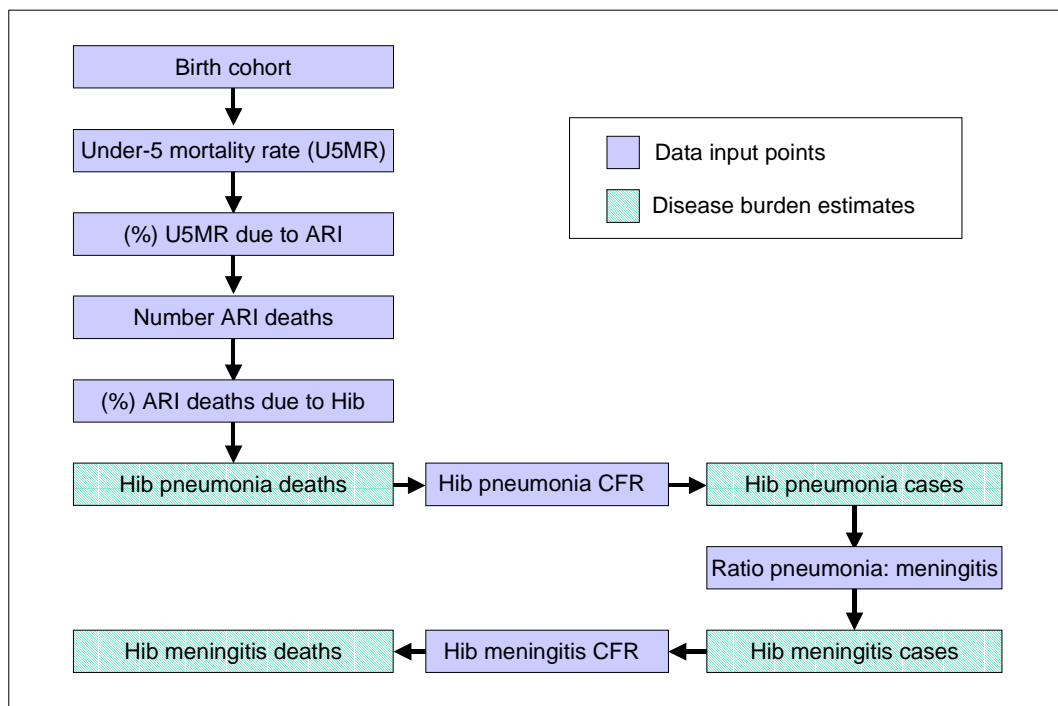 Birth cohort
Under-5 mortality rate (U5MR)
(%) U5MR due to ARI
Number ARI deaths
(%) ARI deaths due to Hib
Data input points
Disease burden estimates
Hib pneumonia deaths
Hib pneumonia CFR
Hib pneumonia cases
Ratio pneumonia: meningitis
Hib meningitis deaths
Hib meningitis CFR
Hib meningitis cases